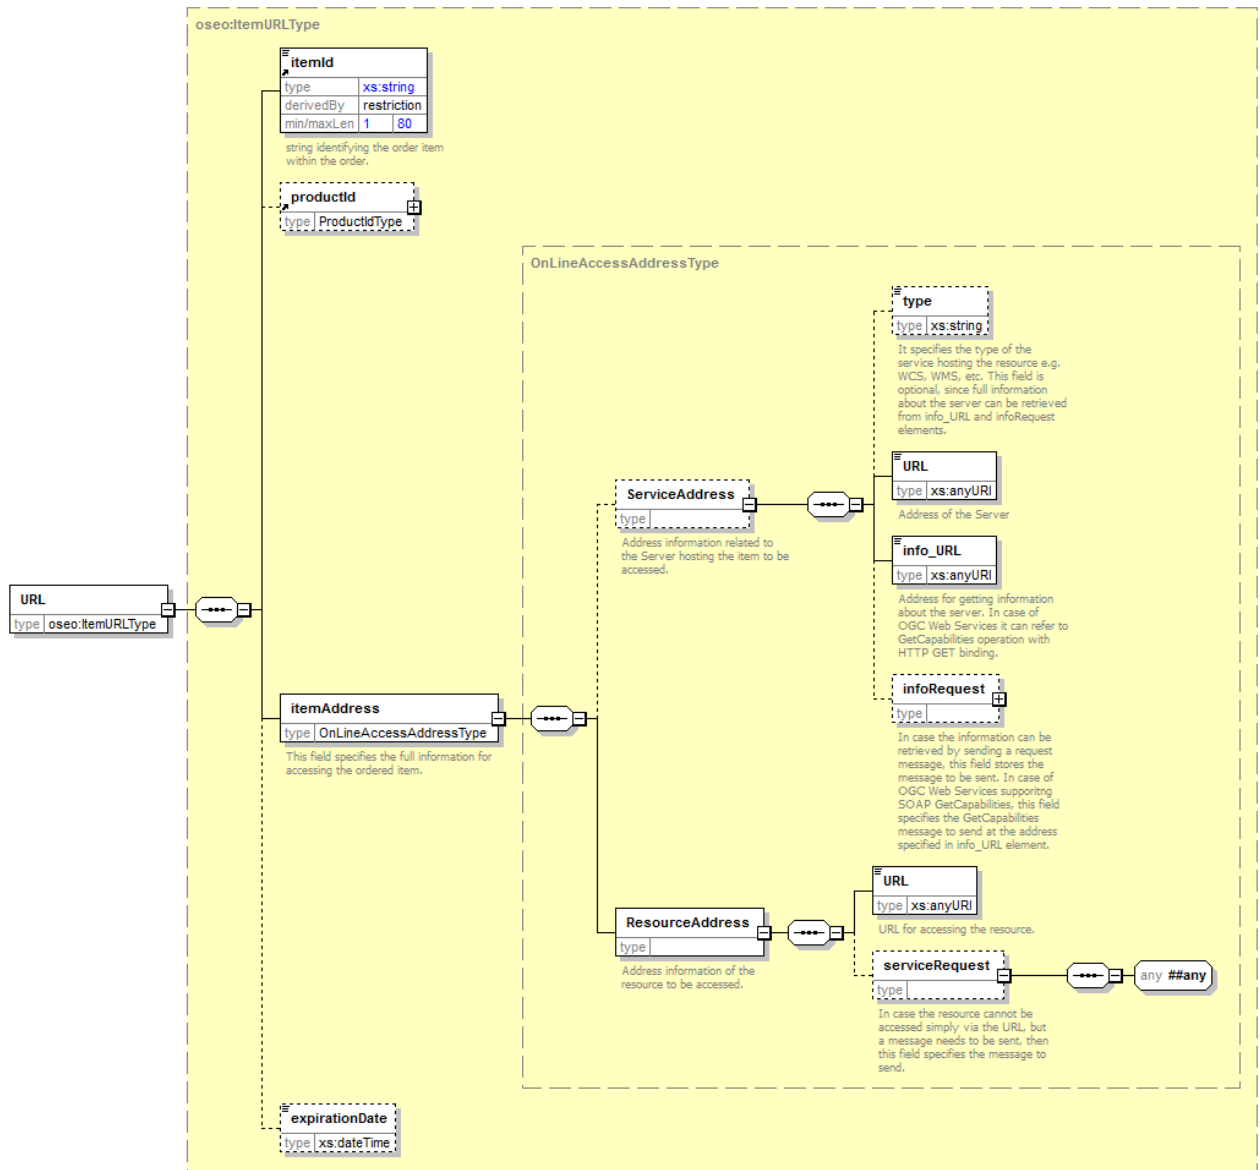 oseo:ItemURLType
itemId
type xs:string
derivedBy restriction
min/maxLen 1 80
string identifying the order item
within the order.
productId
type ProductIdType
OnLineAccessAddressType
type
type xs:string
It specifies the type of the
service hosting the resource e.g.
WCS, WMS, etc. This field is
optional, since full information
about the server can be retrieved
from info_URL and infoRequest
elements.
ServiceAddress
type
Address information related to
the Server hosting the item to be
accessed.
URL
type xs:anyURI
Address of the Server
info_URL
type xs:anyURI
Address for getting information
about the server. In case of
OGC Web Services it can refer to
GetCapabilities operation with
HTTP GET binding.
URL
type oseo:ItemURLType
infoRequest
type
In case the information can be
retrieved by sending a request
message, this field stores the
message to be sent. In case of
OGC Web Services supporitng
SOAP GetCapabilities, this field
specifies the GetCapabilities
message to send at the address
specified in info_URL element.
itemAddress
type OnLineAccessAddressType
This field specifies the full information for
accessing the ordered item.
ResourceAddress
type
Address information of the
resource to be accessed.
URL
type xs:anyURI
URL for accessing the resource.
serviceRequest
type
any ##any
In case the resource cannot be
accessed simply via the URL, but
a message needs to be sent, then
this field specifies the message to
send.
expirationDate
type xs:dateTime